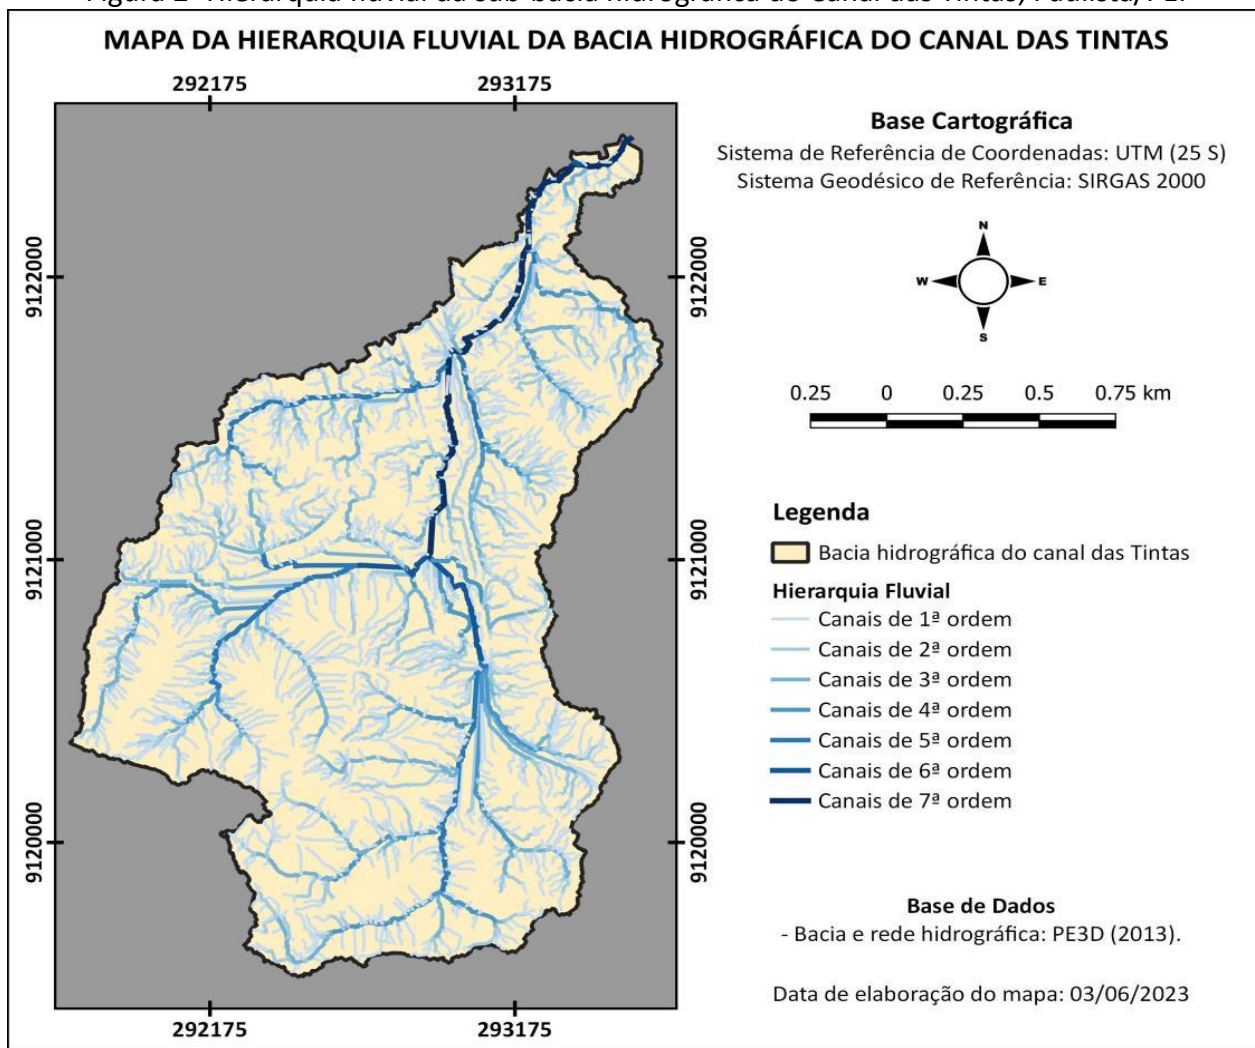 MAPA DA HIERARQUIA FLUVIAL DA BACIA HIDROGRÁFICA DO CANAL DAS TINTAS
292175 293175
Base Cartográfica
Sistema de Referência de Coordenadas: UTM (25 S)
Sistema Geodésico de Referência: SIRGAS 2000
N
W E
S
9122000 9122000
0.25 0 0.25 0.5 0.75 km
Legenda
9121000 9121000
Bacia hidrográfica do canal das Tintas
Hierarquia Fluvial
Canais de 1ª ordem
Canais de 2ª ordem
Canais de 3ª ordem
Canais de 4ª ordem
Canais de 5ª ordem
Canais de 6ª ordem
Canais de 7ª ordem
9120000 9120000
Base de Dados
- Bacia e rede hidrográfica: PE3D (2013).
Data de elaboração do mapa: 03/06/2023
292175 293175